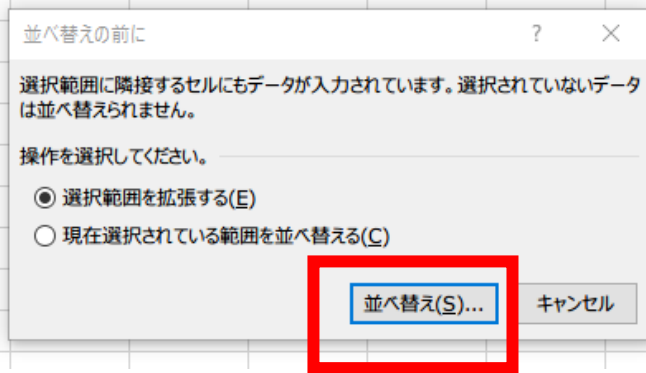 並べ替えの前に
? ×
選択範囲に隣接するセルにもデータが入力されています。選択されていないデータ
は並べ替えられません。
操作を選択してください。
選択範囲を拡張する(E)
現在選択されている範囲を並べ替える(C)
並べ替え(S)... キャンセル